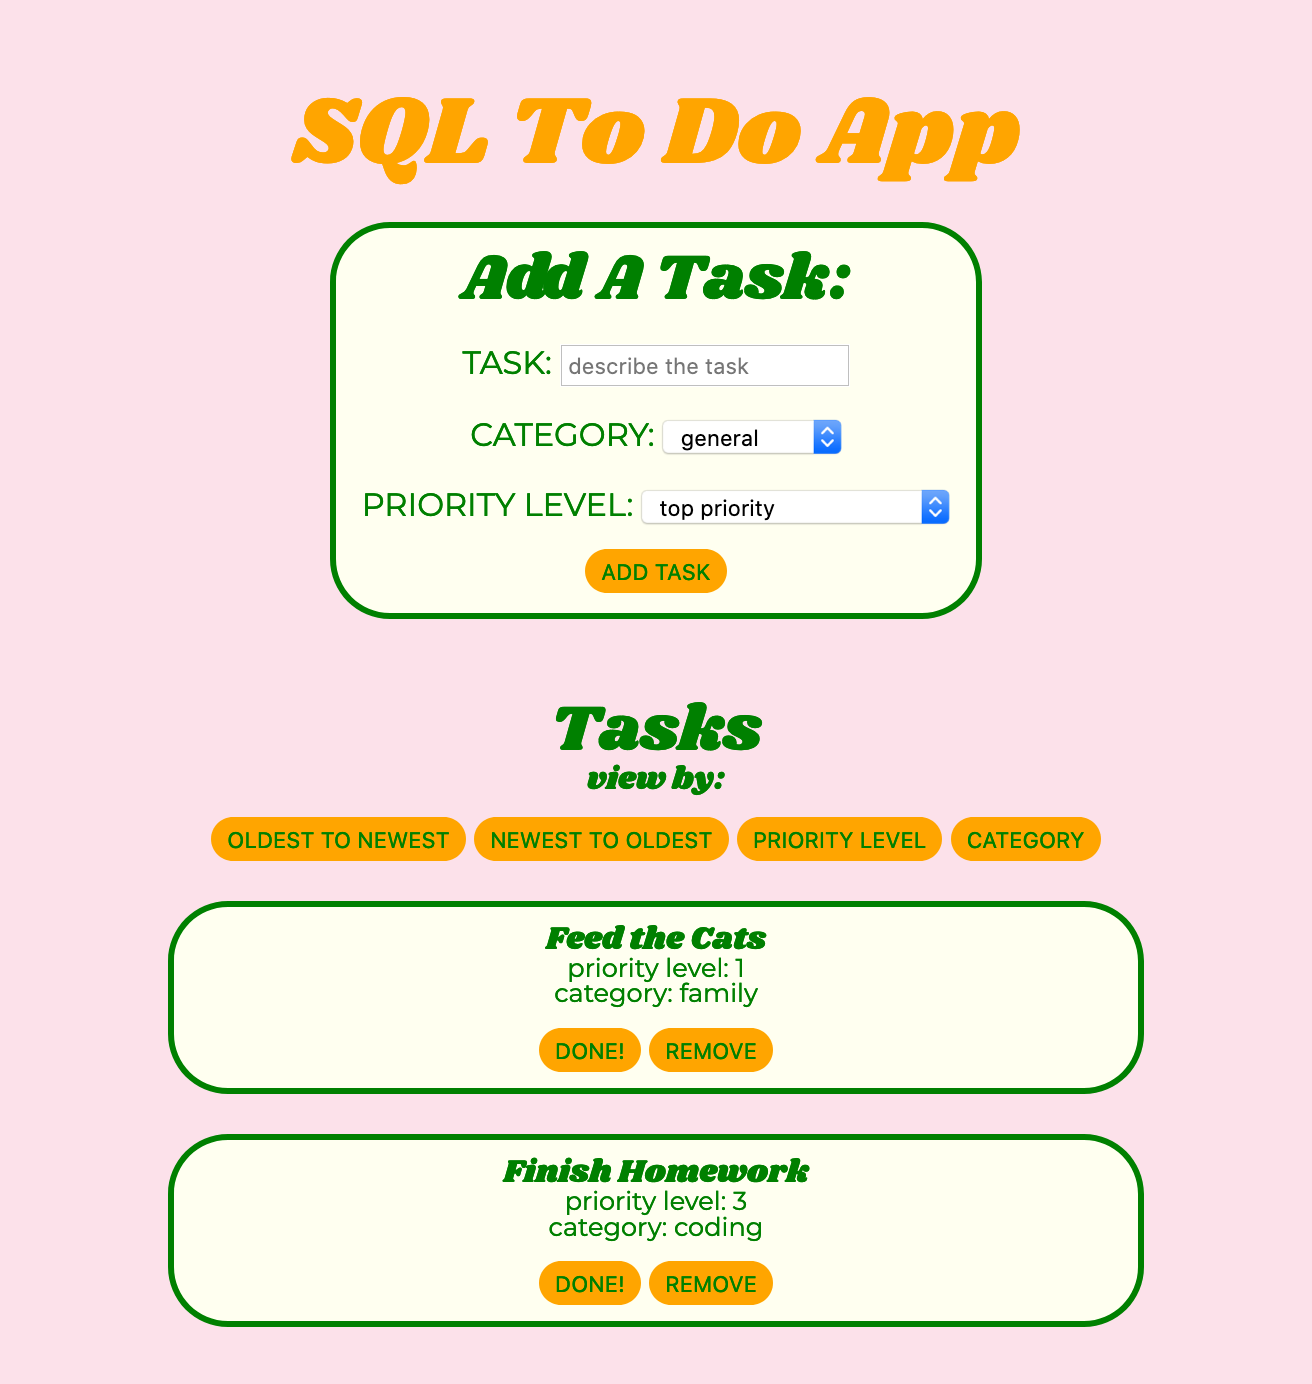 SQL To Do App
Add A Task:
TASK: describe the task
CATEGORY: general
PRIORITY LEVEL: top priority
ADD TASK
Tasks
view by:
OLDEST TO NEWEST NEWEST TO OLDEST PRIORITY LEVEL CATEGORY
Feed the Cats
priority level: 1
category: family
DONE! REMOVE
Finish Homework
priority level: 3
category: coding
DONE! REMOVE